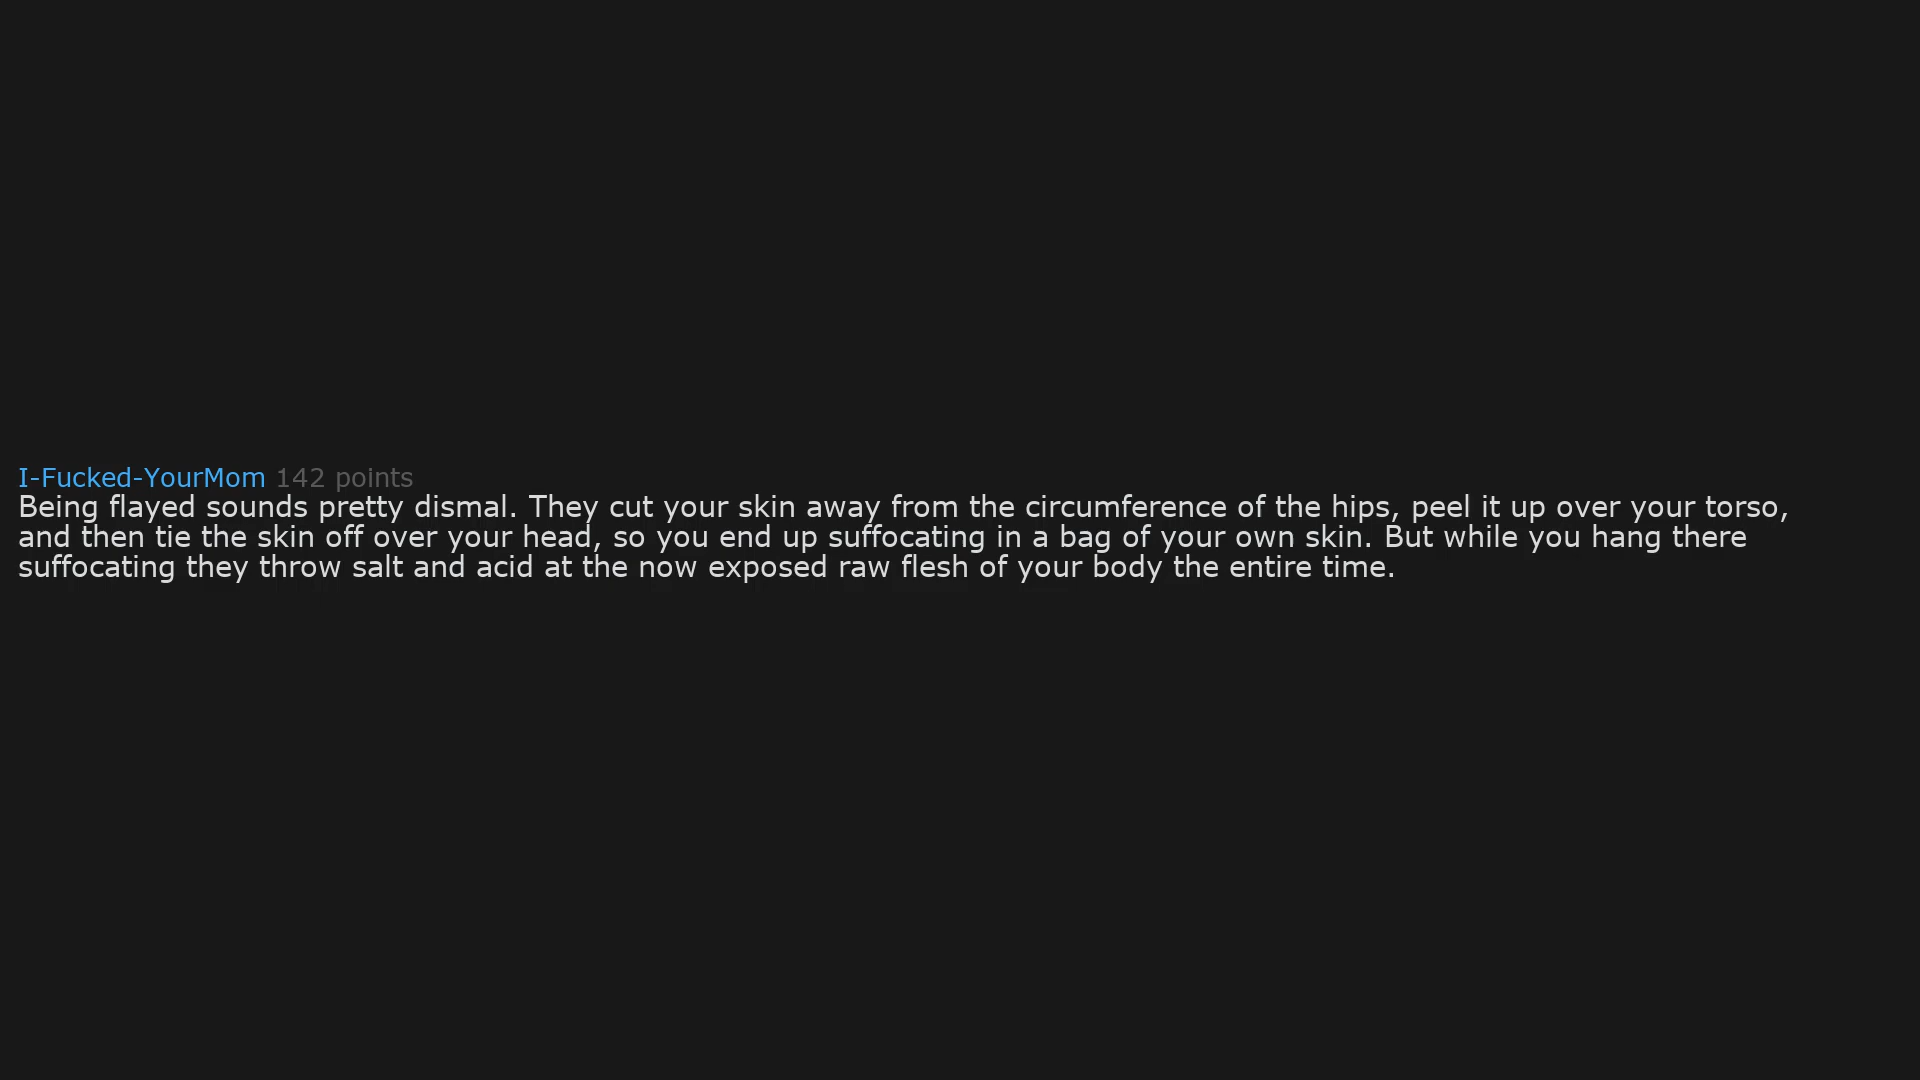 I-Fucked-YourMom 142 points
Being flayed sounds pretty dismal. They cut your skin away from the circumference of the hips, peel it up over your torso,
and then tie the skin off over your head, so you end up suffocating in a bag of your own skin. But while you hang there
suffocating they throw salt and acid at the now exposed raw flesh of your body the entire time.